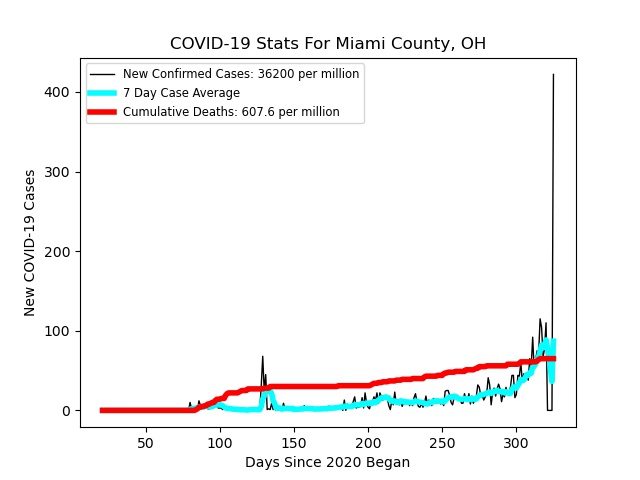 COVID-19 Stats For Miami County, OH
New Confirmed Cases: 36200 per million
7 Day Case Average
Cumulative Deaths: 607.6 per million
New COVID-19 Cases
400
300
200
100
0
50
100
150
200
250
300
Days Since 2020 Began